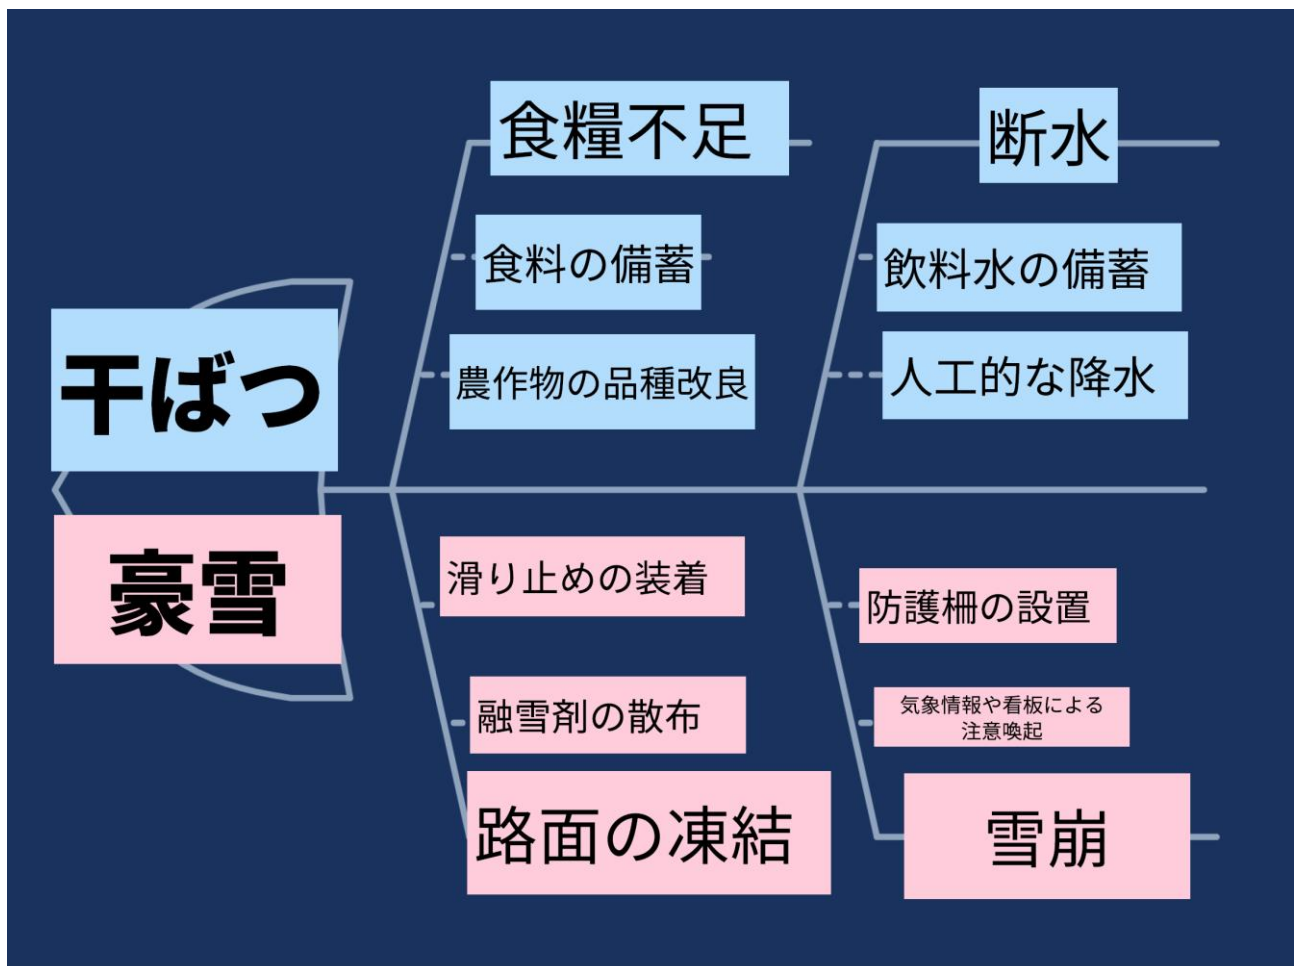 食糧不足
断水
食料の備蓄
飲料水の備蓄
農作物の品種改良
人工的な降水
干ばつ
豪雪
滑り止めの装着
防護柵の設置
融雪剤の散布
気象情報や看板による
注意喚起
路面の凍結
雪崩